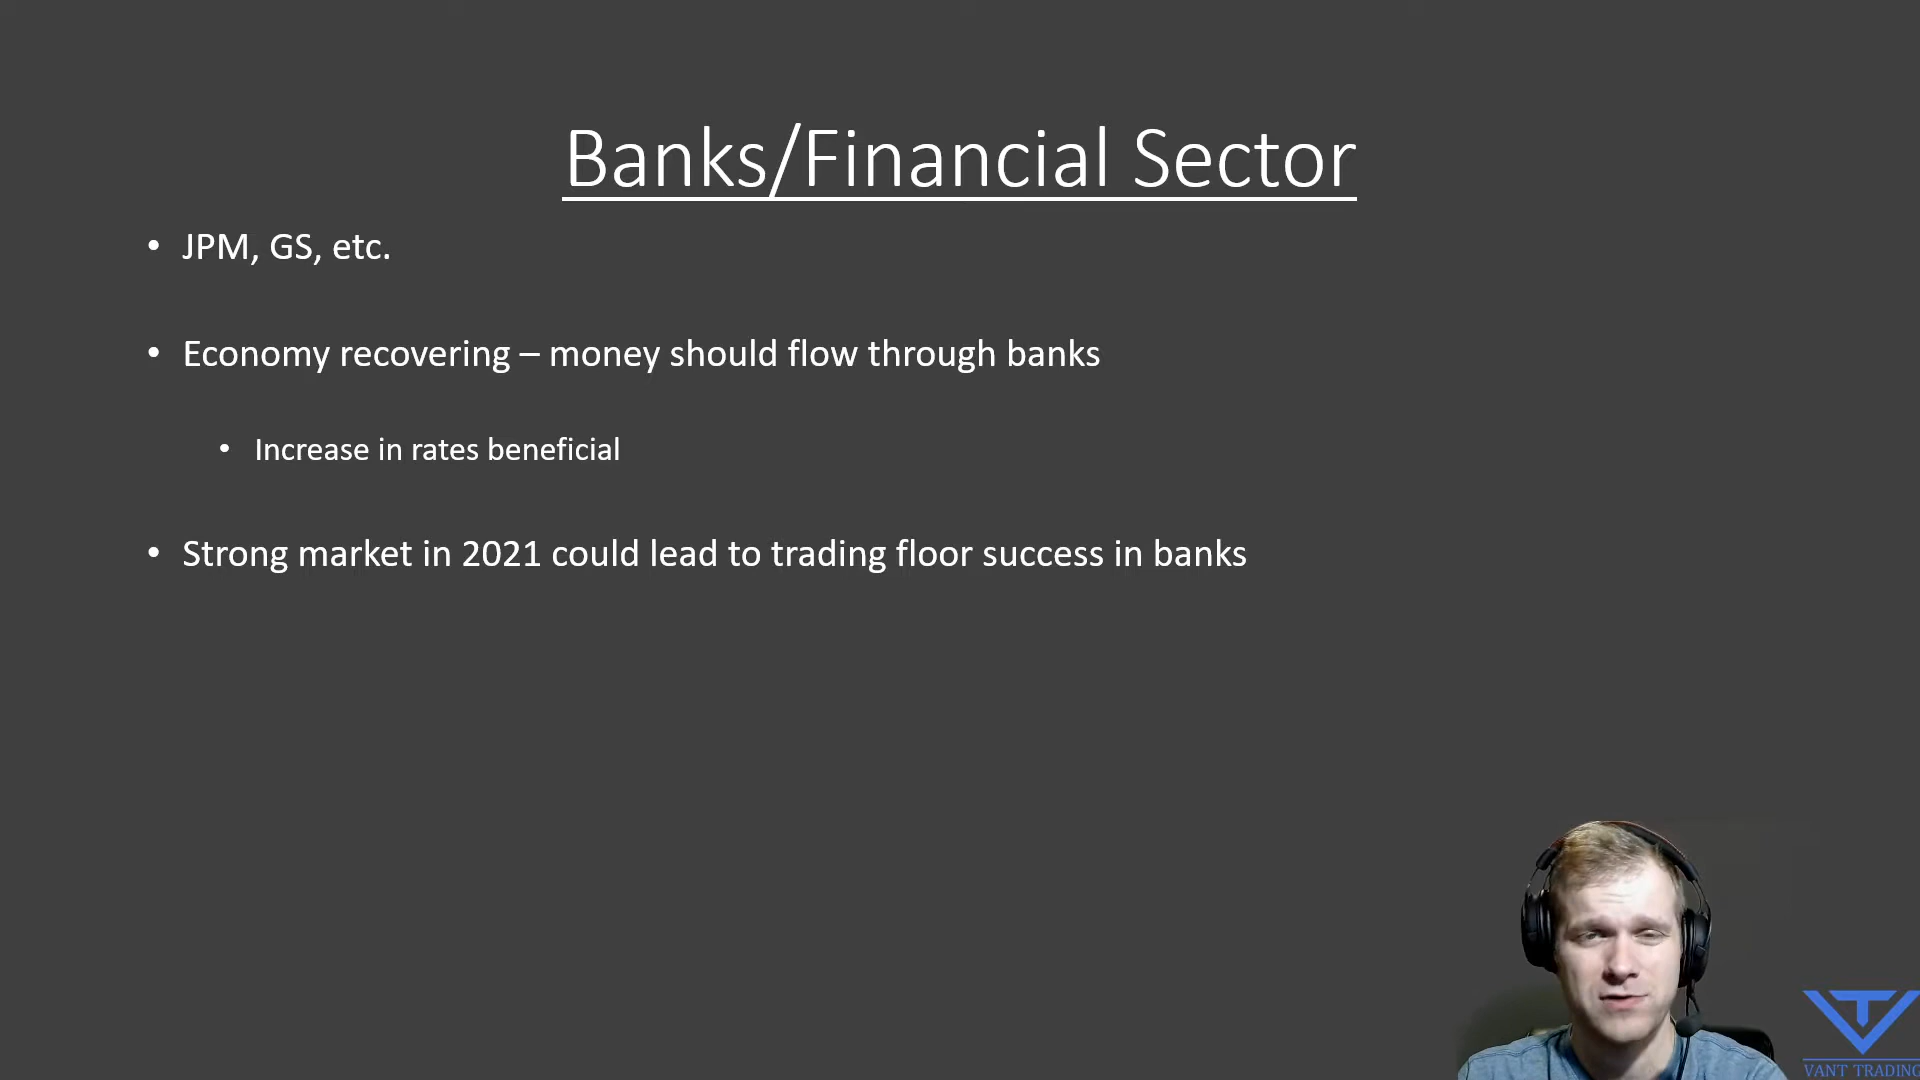 Banks/Financial Sector
• JPM, GS, etc.
• Economy recovering – money should flow through banks
• Increase in rates beneficial
• Strong market in 2021 could lead to trading floor success in banks
VT
VANT TRADING